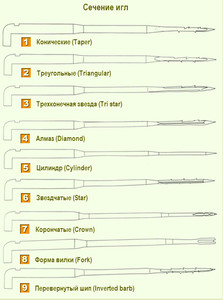 Сечение игл
1 Конические (Taper)
2 Треугольные (Triangular)
3 Трехконечная звезда (Tri star)
4 Алмаз (Diamond)
5 Цилиндр (Cylinder)
6 Звездчатые (Star)
7 Корончатые (Crown)
8 Форма вилки (Fork)
9 Перевернутый шип (Inverted barb)